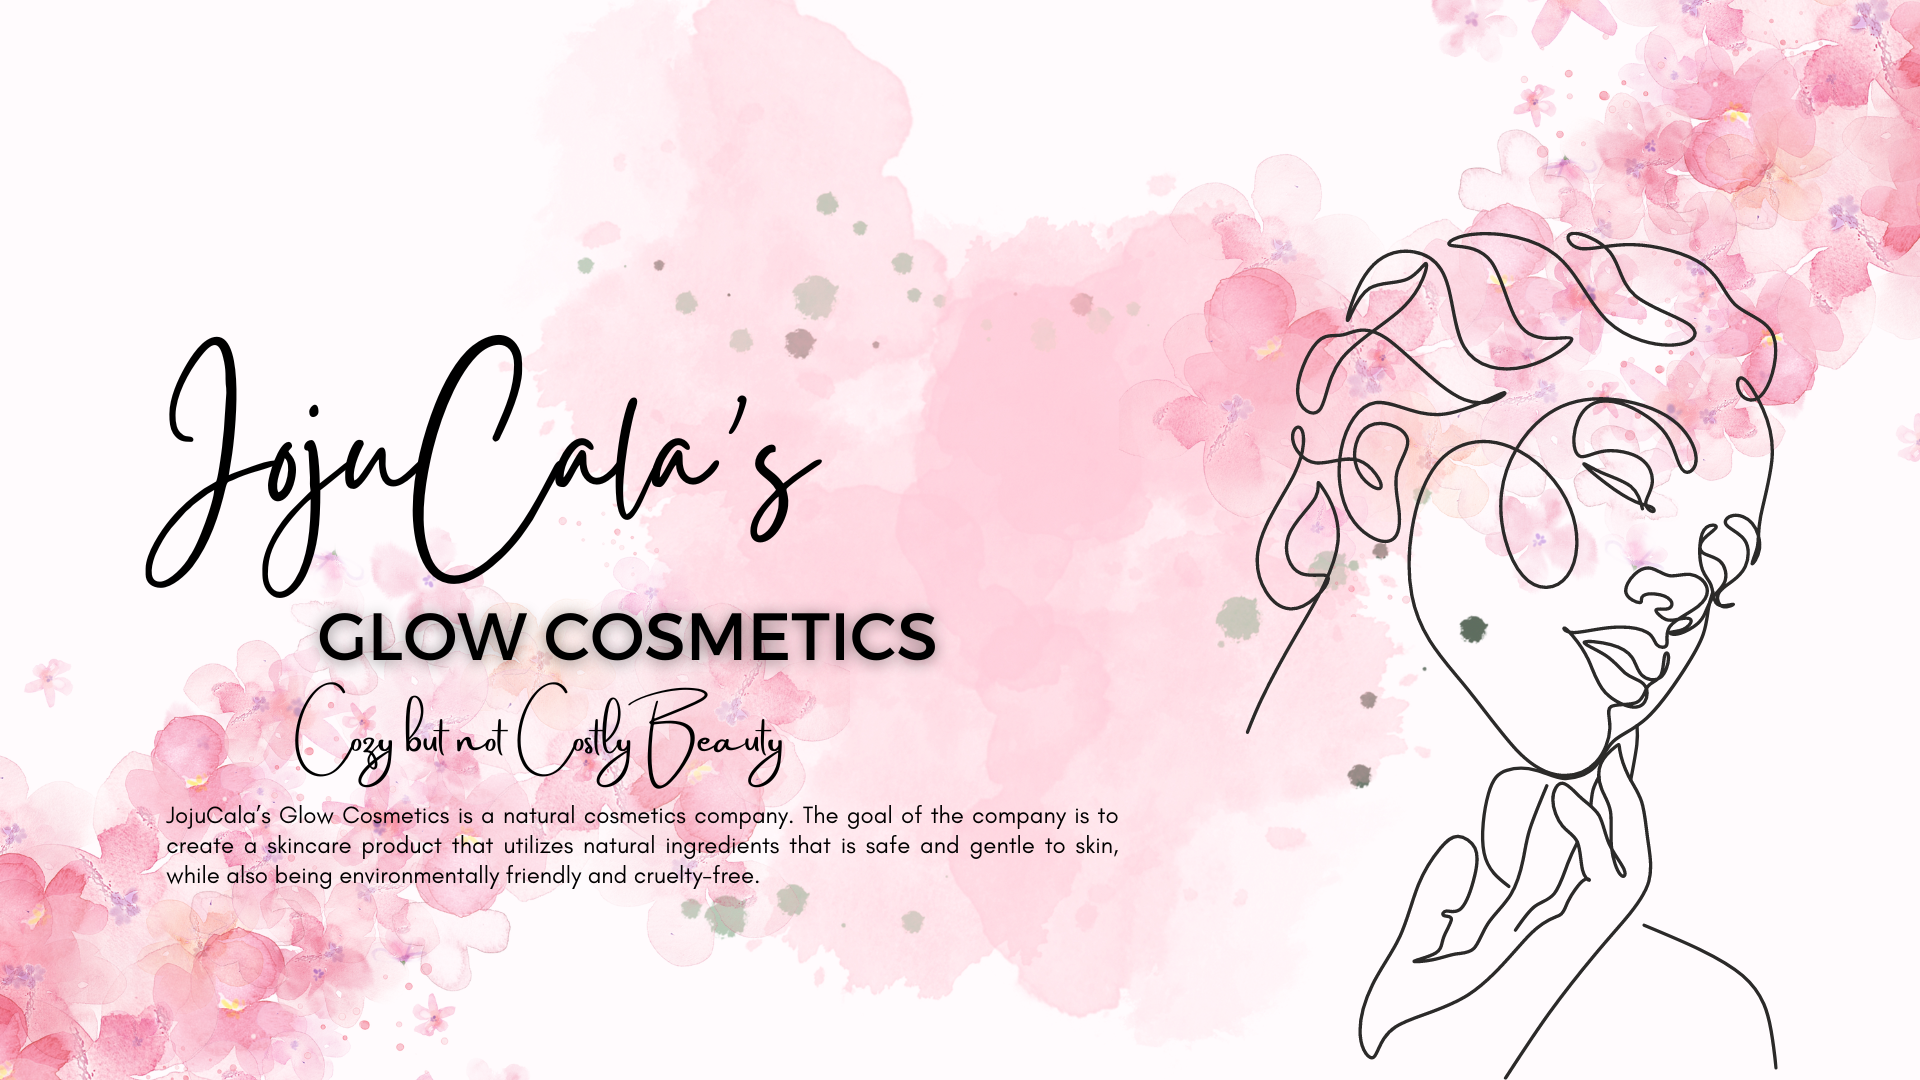 JojuCala's
GLOW COSMETICS
Cozy but not Costly Beauty
JojuCala's Glow Cosmetics is a natural cosmetics company. The goal of the company is to
create a skincare product that utilizes natural ingredients that is safe and gentle to skin,
while also being environmentally friendly and cruelty-free.